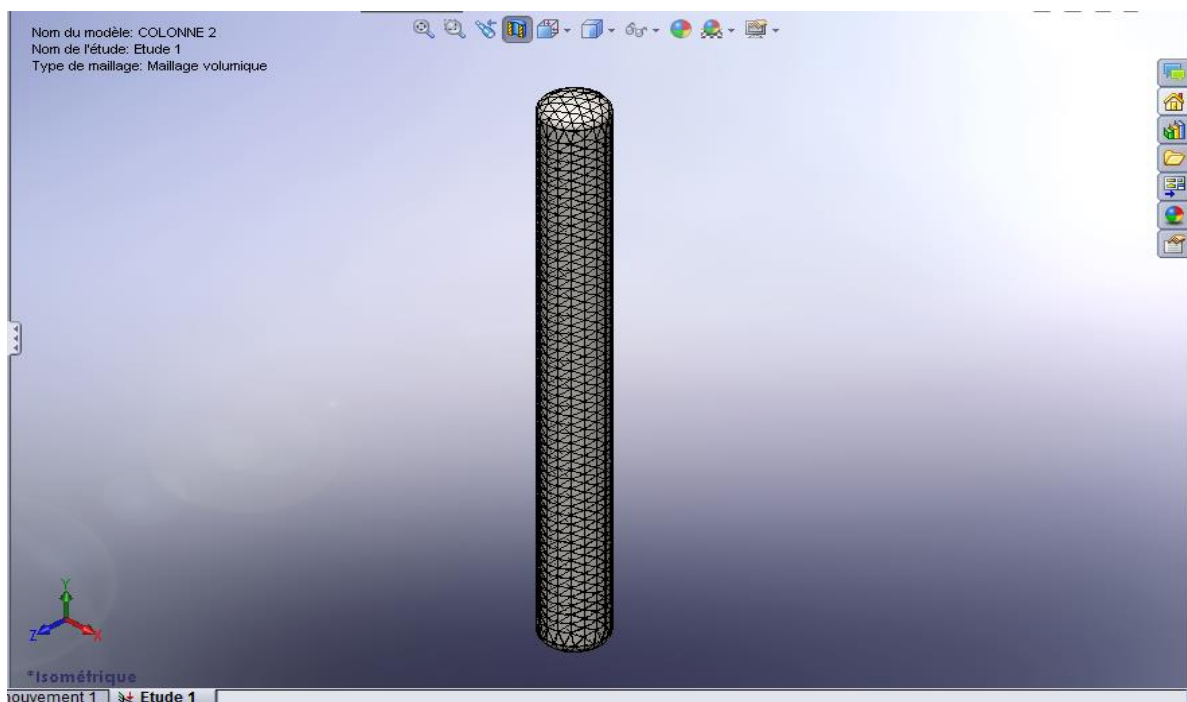 Nom du modèle: COLONNE 2
Nom de l'étude: Etude 1
Type de maillage: Maillage volumique
Y
Z X
*Isométrique
nouvement 1 Etude 1